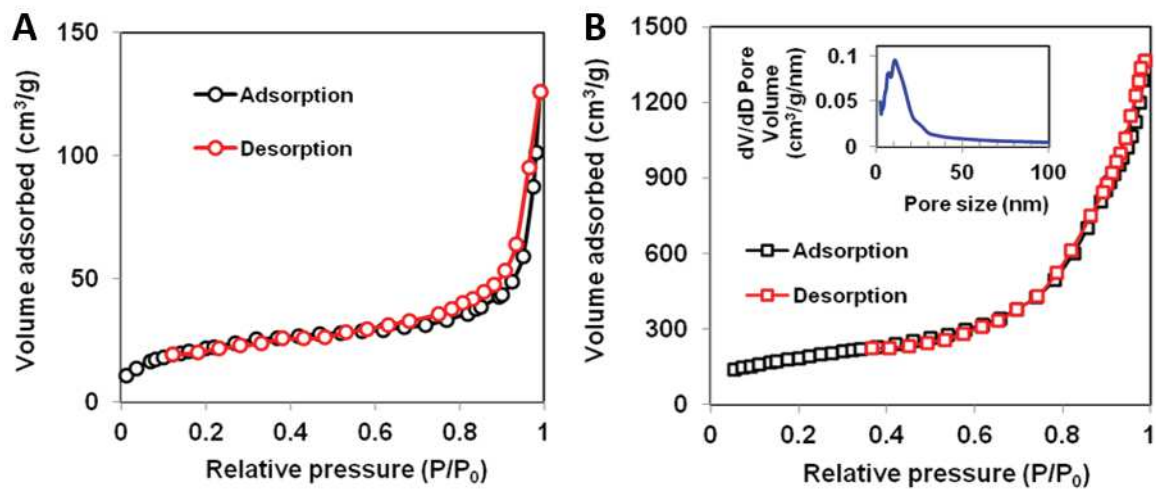 A
150
100
50
0
Volume adsorbed (cm³/g)
Adsorption
Desorption
0 0.2 0.4 0.6 0.8 1
Relative pressure (P/P₀)
B
1500
1200
900
600
300
0
Volume adsorbed (cm³/g)
dV/dD Pore
Volume
(cm³/g/nm)
0.1
0.05
0
0 50 100
Pore size (nm)
Adsorption
Desorption
0 0.2 0.4 0.6 0.8 1
Relative pressure (P/P₀)